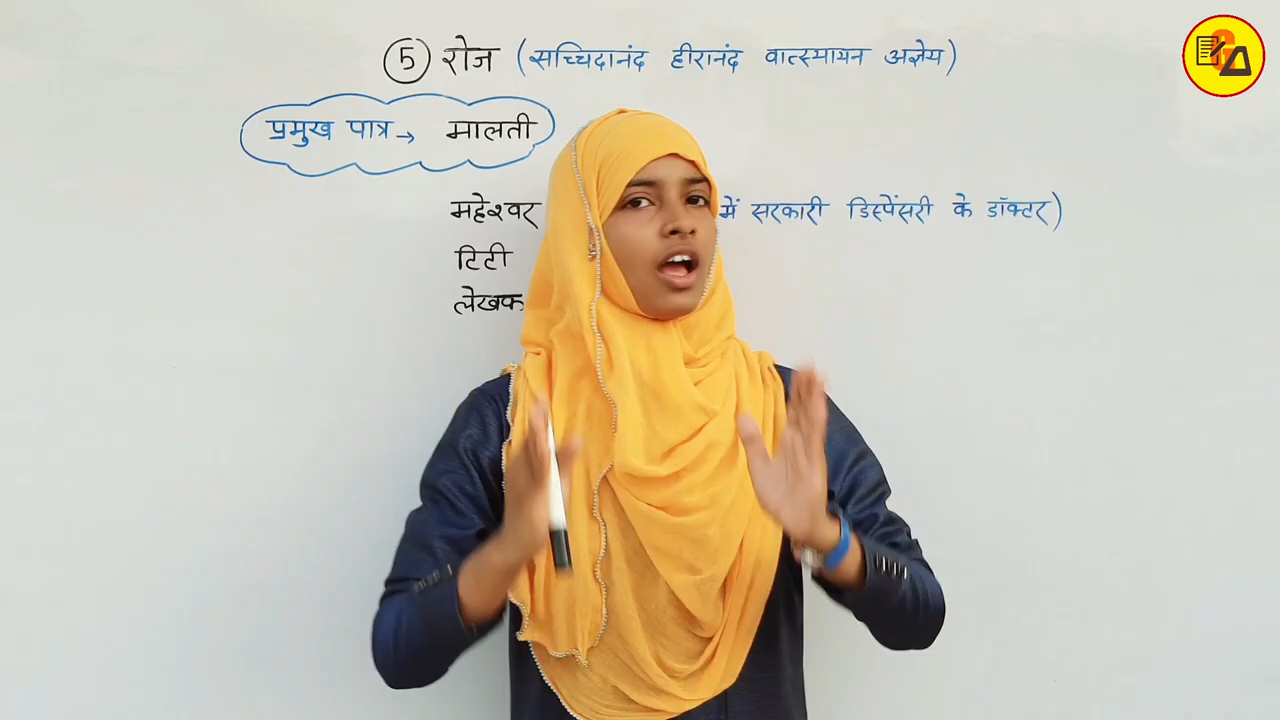 5 रोज (सच्चिदानंद हीरानंद वात्स्यायन अज्ञेय)
प्रमुख पात्र → मालती
महेश्वर में सरकारी डिस्पेंसरी के डॉक्टर)
टिटी
लेखक